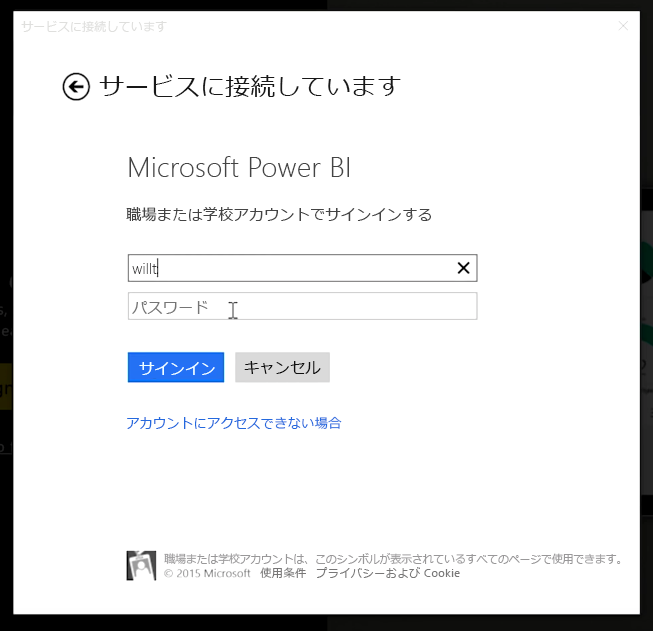 サービスに接続しています
サービスに接続しています
Microsoft Power BI
職場または学校アカウントでサインインする
willt
パスワード
サインイン キャンセル
アカウントにアクセスできない場合
職場または学校アカウントは、このシンボルが表示されているすべてのページで使用できます。
© 2015 Microsoft 使用条件 プライバシーおよび Cookie